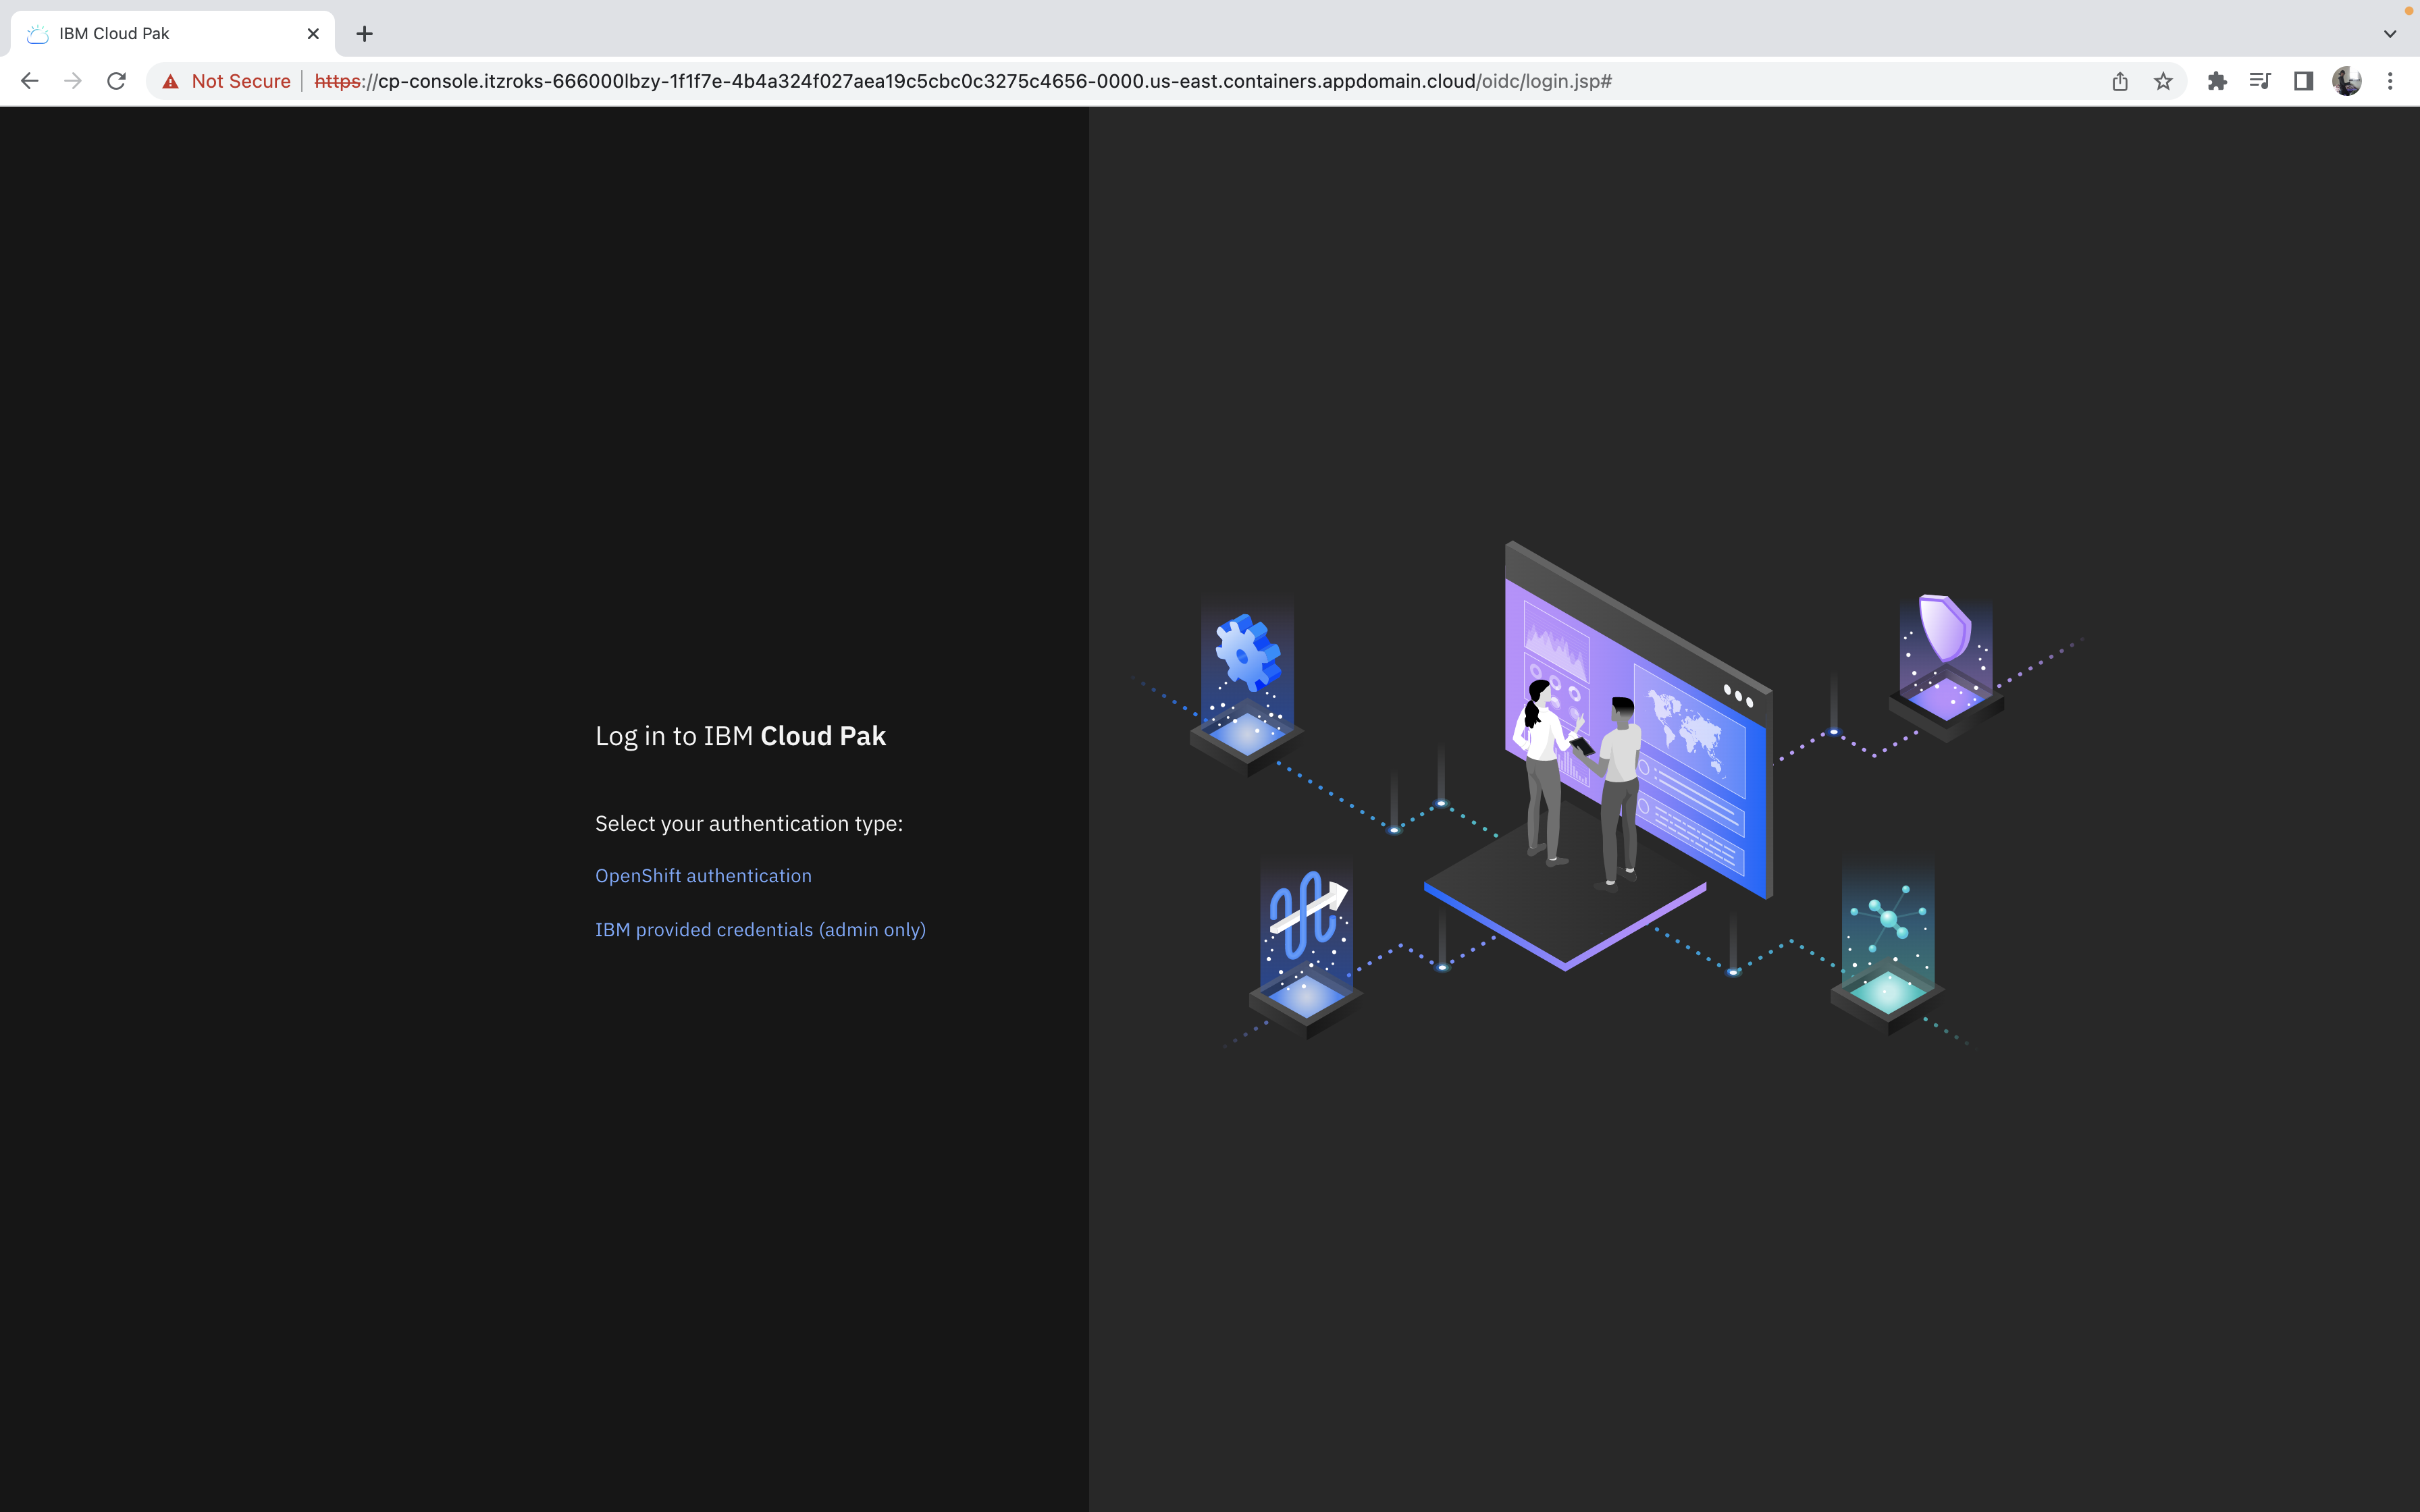 IBM Cloud Pak
Not Secure https://cp-console.itzroks-666000lbzy-1f1f7e-4b4a324f027aea19c5cbc0c3275c4656-0000.us-east.containers.appdomain.cloud/oidc/login.jsp#
Log in to IBM Cloud Pak
Select your authentication type:
OpenShift authentication
IBM provided credentials (admin only)